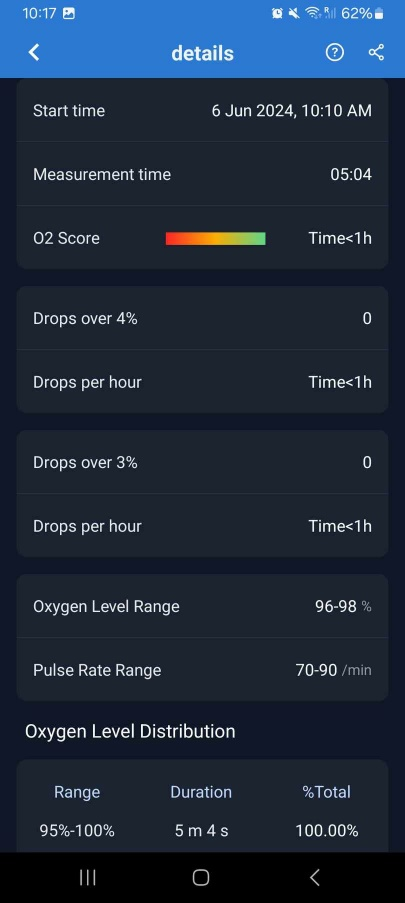 10:17 62%
details
Start time 6 Jun 2024, 10:10 AM
Measurement time 05:04
O2 Score Time<1h
Drops over 4% 0
Drops per hour Time<1h
Drops over 3% 0
Drops per hour Time<1h
Oxygen Level Range 96-98 %
Pulse Rate Range 70-90 /min
Oxygen Level Distribution
Range Duration %Total
95%-100% 5 m 4 s 100.00%